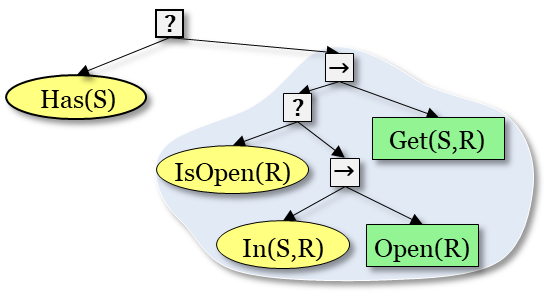 ?
Has(S)
→
?
Get(S,R)
IsOpen(R)
→
In(S,R)
Open(R)